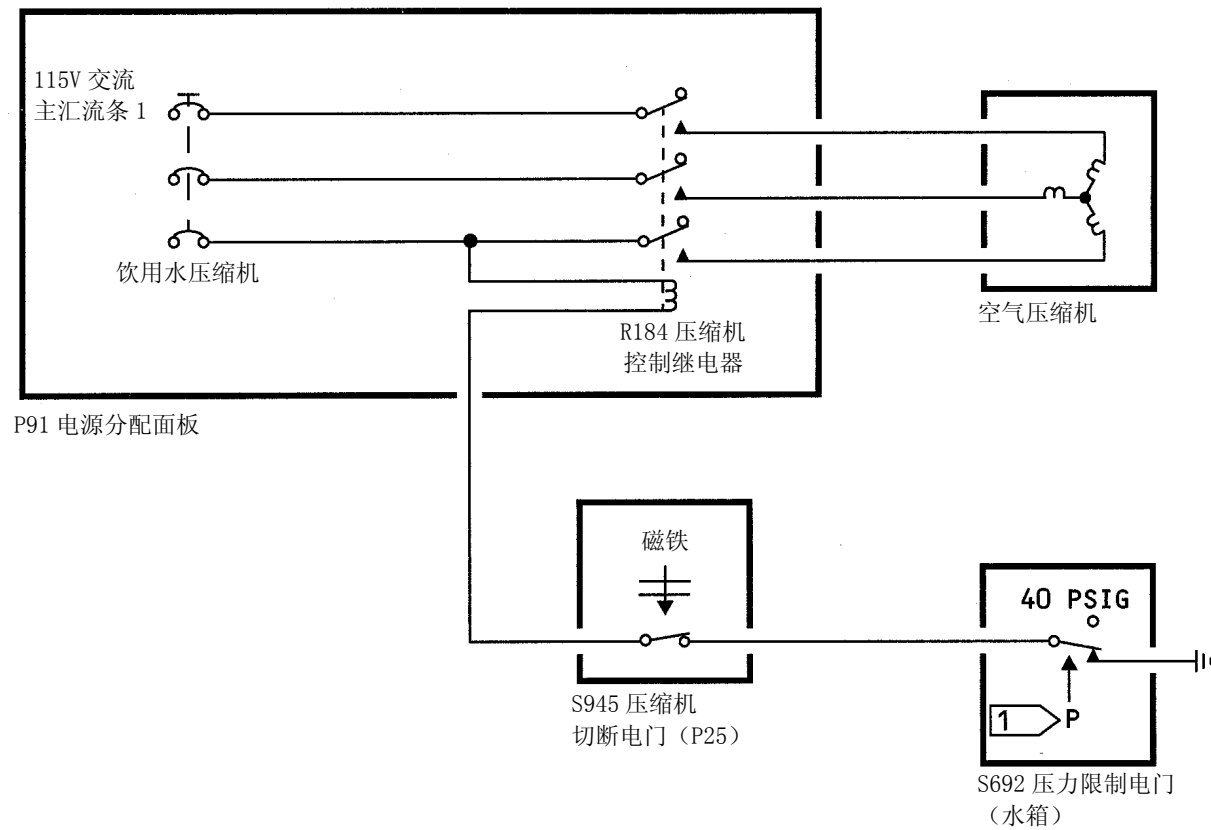 115V 交流
主汇流条 1
饮用水压缩机
R184 压缩机
控制继电器
空气压缩机
P91 电源分配面板
磁铁
S945 压缩机
切断电门（P25）
40 PSIG
1
P
S692 压力限制电门
（水箱）